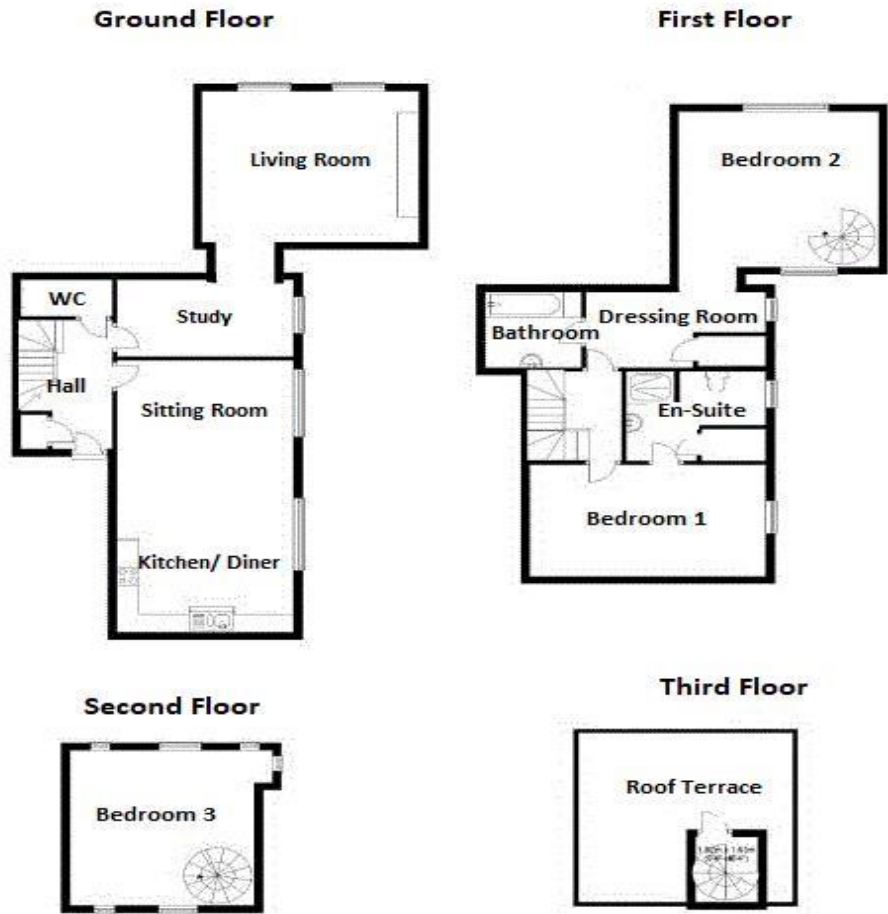 Ground Floor
Living Room
WC
Study
Hall
Sitting Room
Kitchen/ Diner
First Floor
Bedroom 2
Bathroom
Dressing Room
En-Suite
Bedroom 1
Second Floor
Bedroom 3
Third Floor
Roof Terrace